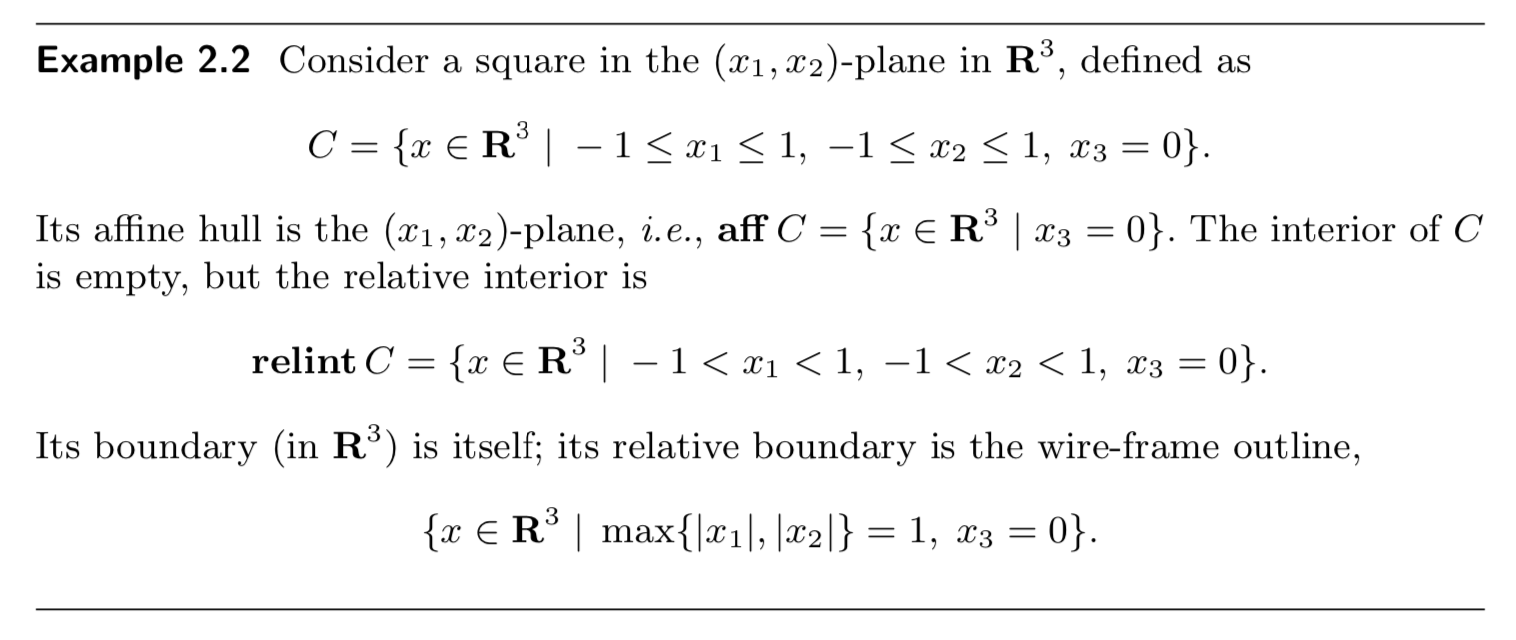 Example 2.2 Consider a square in the (x₁, x₂)-plane in R³, defined as
C = {x ∈ R³ | − 1 ≤ x₁ ≤ 1, −1 ≤ x₂ ≤ 1, x₃ = 0}.
Its affine hull is the (x₁, x₂)-plane, i.e., aff C = {x ∈ R³ | x₃ = 0}. The interior of C
is empty, but the relative interior is
relint C = {x ∈ R³ | − 1 < x₁ < 1, −1 < x₂ < 1, x₃ = 0}.
Its boundary (in R³) is itself; its relative boundary is the wire-frame outline,
{x ∈ R³ | max{|x₁|, |x₂|} = 1, x₃ = 0}.